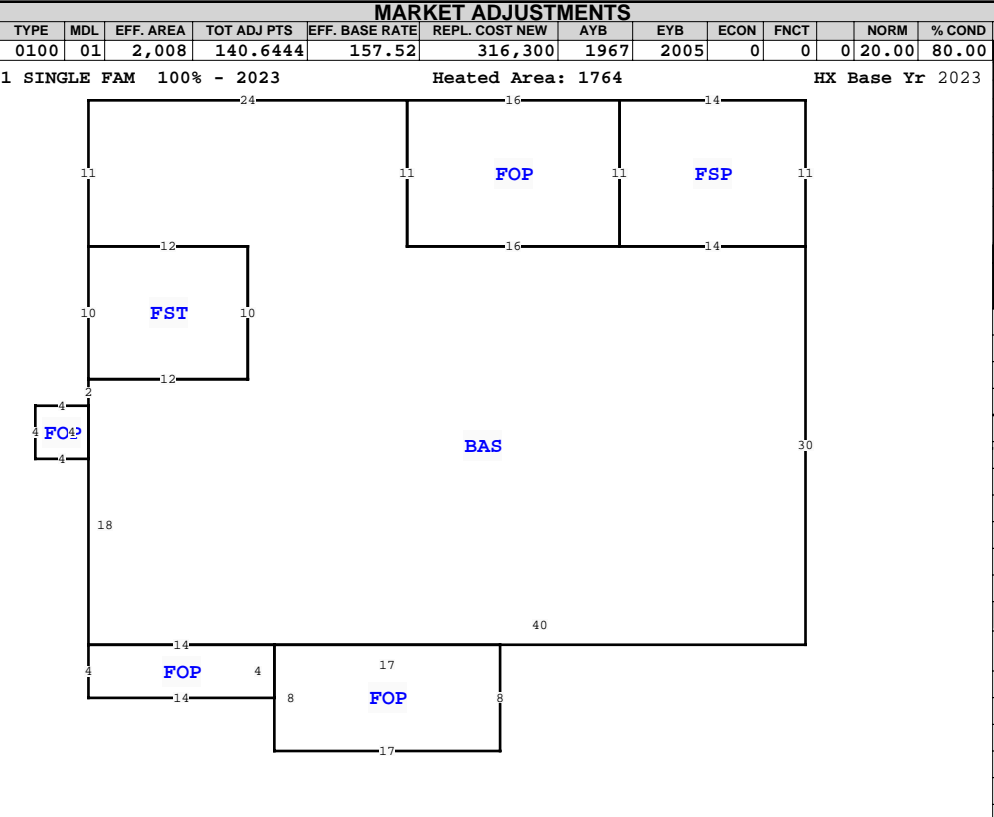 MARKET ADJUSTMENTS
TYPE MDL EFF. AREA TOT ADJ PTS EFF. BASE RATE REPL. COST NEW AYB EYB ECON FNCT NORM % COND
0100 01 2,008 140.6444 157.52 316,300 1967 2005 0 0 0 20.00 80.00
1 SINGLE FAM 100% - 2023 Heated Area: 1764 HX Base Yr 2023
24 16 14
11 11 FOP 11 FSP 11
12 16 14
10 FST 10
12
2
4
4 FOP 4 BAS 30
4
18
40
14 17
4 FOP 4
14 8 FOP 8
17